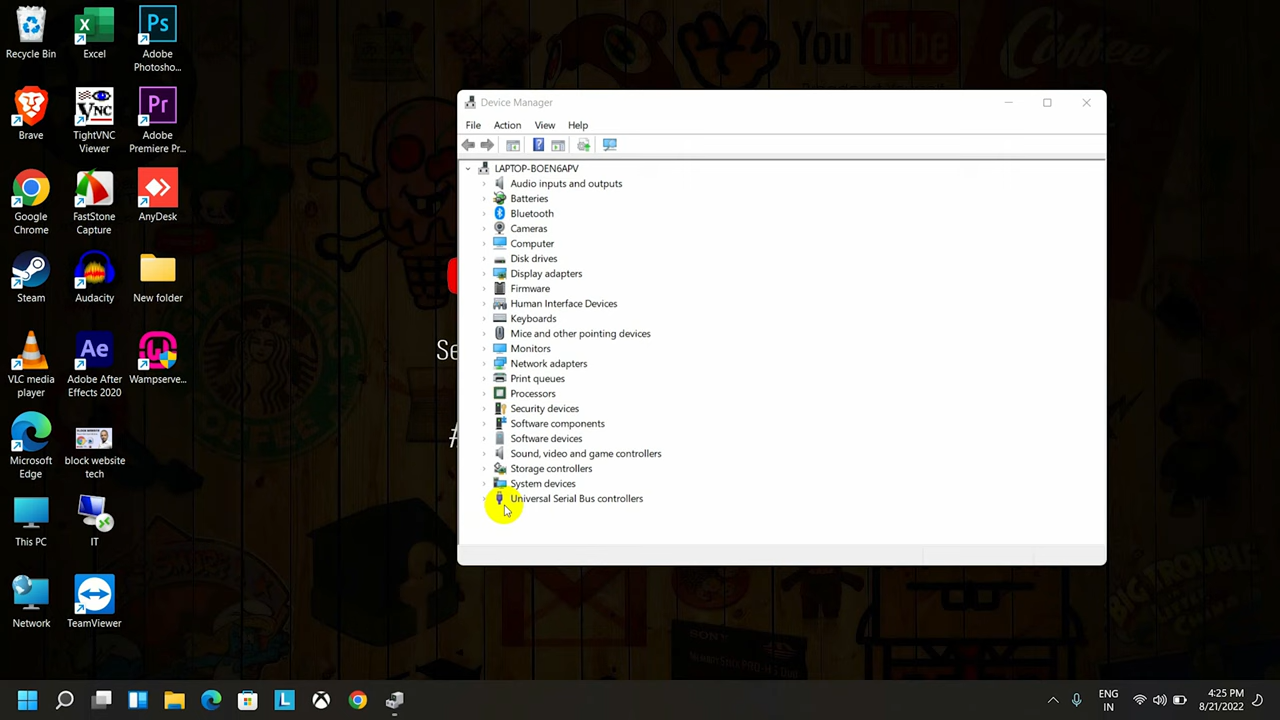 Recycle Bin
Excel
Adobe
Photosho...
Brave
TightVNC
Viewer
Adobe
Premiere Pr...
Google
Chrome
FastStone
Capture
AnyDesk
Steam
Audacity
New folder
VLC media
player
Adobe After
Effects 2020
Wampserve...
Microsoft
Edge
block website
tech
This PC
IT
Network
TeamViewer
You Tube
Coffee
Se
#
Device Manager
File Action View Help
LAPTOP-BOEN6APV
Audio inputs and outputs
Batteries
Bluetooth
Cameras
Computer
Disk drives
Display adapters
Firmware
Human Interface Devices
Keyboards
Mice and other pointing devices
Monitors
Network adapters
Print queues
Processors
Security devices
Software components
Software devices
Sound, video and game controllers
Storage controllers
System devices
Universal Serial Bus controllers
BIG TROUBLE
SONY
ENG
IN
4:25 PM
8/21/2022